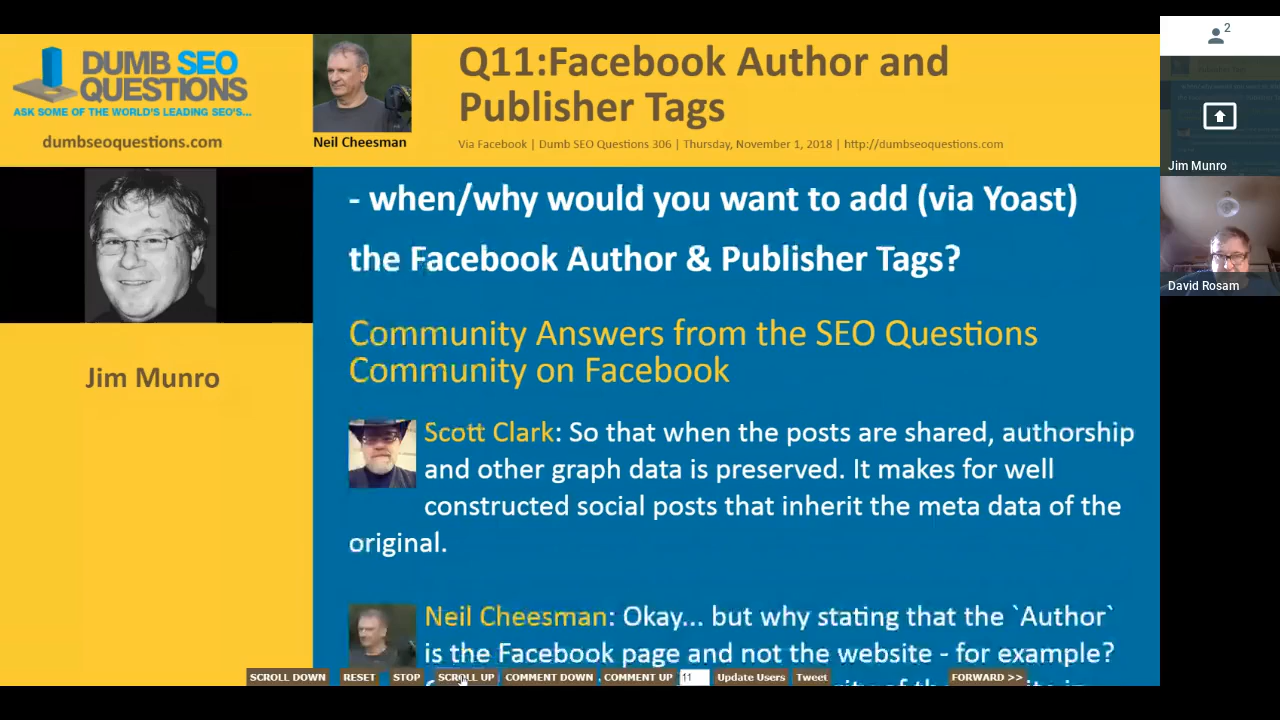 DUMB SEO
QUESTIONS
ASK SOME OF THE WORLD'S LEADING SEO'S...
dumbseoquestions.com
Neil Cheesman
Q11:Facebook Author and
Publisher Tags
Via Facebook | Dumb SEO Questions 306 | Thursday, November 1, 2018 | http://dumbseoquestions.com
2
Jim Munro
David Rosam
Jim Munro
- when/why would you want to add (via Yoast)
the Facebook Author & Publisher Tags?
Community Answers from the SEO Questions
Community on Facebook
Scott Clark: So that when the posts are shared, authorship
and other graph data is preserved. It makes for well
constructed social posts that inherit the meta data of the
original.
Neil Cheesman: Okay... but why stating that the `Author`
is the Facebook page and not the website - for example?
SCROLL DOWN RESET STOP SCROLL UP COMMENT DOWN COMMENT UP 11 Update Users Tweet FORWARD >>